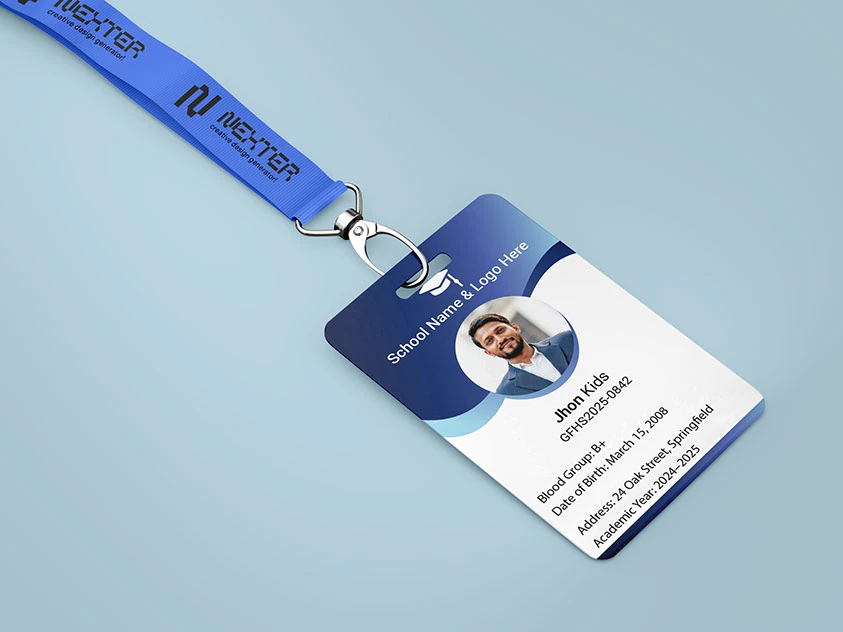 NEXTER
creative design generator!
NEXTER
creative design generator!
School Name & Logo Here
Jhon Kids
GFHS2025-0842
Blood Group: B+
Date of Birth: March 15, 2008
Address: 24 Oak Street, Springfield
Academic Year: 2024–2025